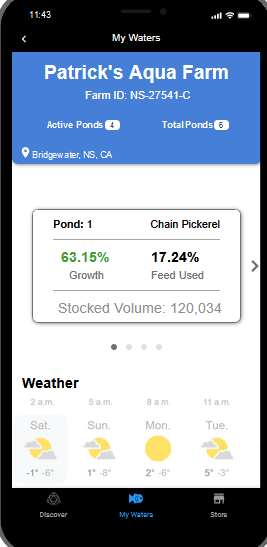 11:43
My Waters
Patrick's Aqua Farm
Farm ID: NS-27541-C
Active Ponds 4 Total Ponds 6
Bridgewater, NS, CA
Pond: 1 Chain Pickerel
63.15% 17.24%
Growth Feed Used
Stocked Volume: 120,034
Weather
2 a.m. 5 a.m. 8 a.m. 11 a.m.
Sat. Sun. Mon. Tue.
-1° -6° 1° -8° 2° -6° 5° -3°
Discover My Waters Store